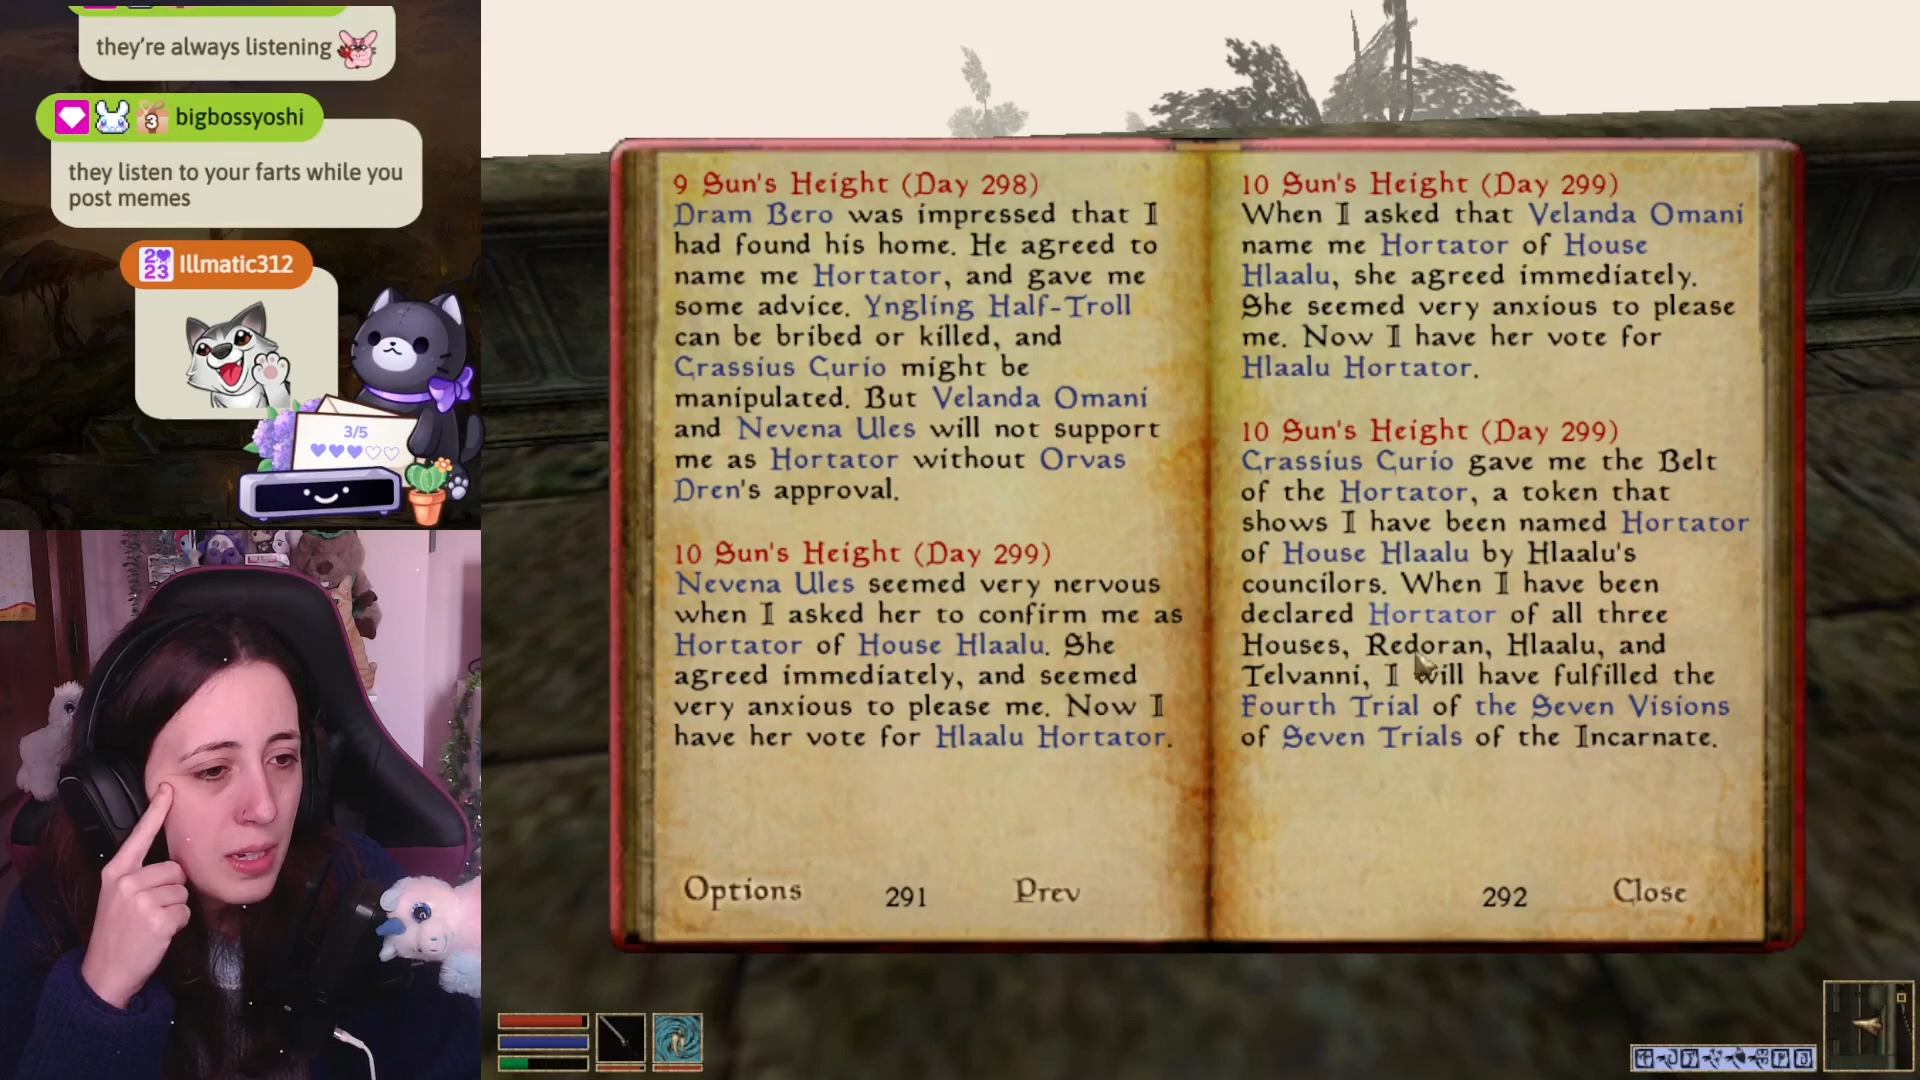 they're always listening
3 bigbossyoshi
they listen to your farts while you
post memes
2 23 Illmatic312
3/5
9 Sun's Height (Day 298)
Dram Bero was impressed that I
had found his home. He agreed to
name me Hortator, and gave me
some advice. Yngling Half-Troll
can be bribed or killed, and
Crassius Curio might be
manipulated. But Velanda Omani
and Nevena Ules will not support
me as Hortator without Orvas
Dren's approval.
10 Sun's Height (Day 299)
Nevena Ules seemed very nervous
when I asked her to confirm me as
Hortator of House Hlaalu. She
agreed immediately, and seemed
very anxious to please me. Now I
have her vote for Hlaalu Hortator.
Options 291 Prev
10 Sun's Height (Day 299)
When I asked that Velanda Omani
name me Hortator of House
Hlaalu, she agreed immediately.
She seemed very anxious to please
me. Now I have her vote for
Hlaalu Hortator.
10 Sun's Height (Day 299)
Crassius Curio gave me the Belt
of the Hortator, a token that
shows I have been named Hortator
of House Hlaalu by Hlaalu's
councilors. When I have been
declared Hortator of all three
Houses, Redoran, Hlaalu, and
Telvanni, I will have fulfilled the
Fourth Trial of the Seven Visions
of Seven Trials of the Incarnate.
292 Close